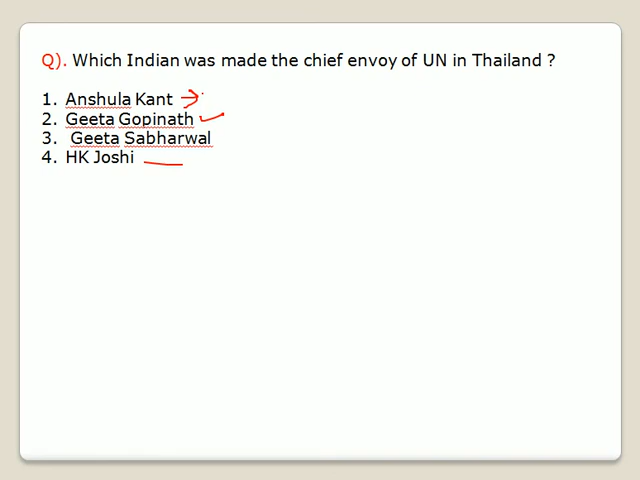 Q). Which Indian was made the chief envoy of UN in Thailand ?
1. Anshula Kant
2. Geeta Gopinath
3. Geeta Sabharwal
4. HK Joshi